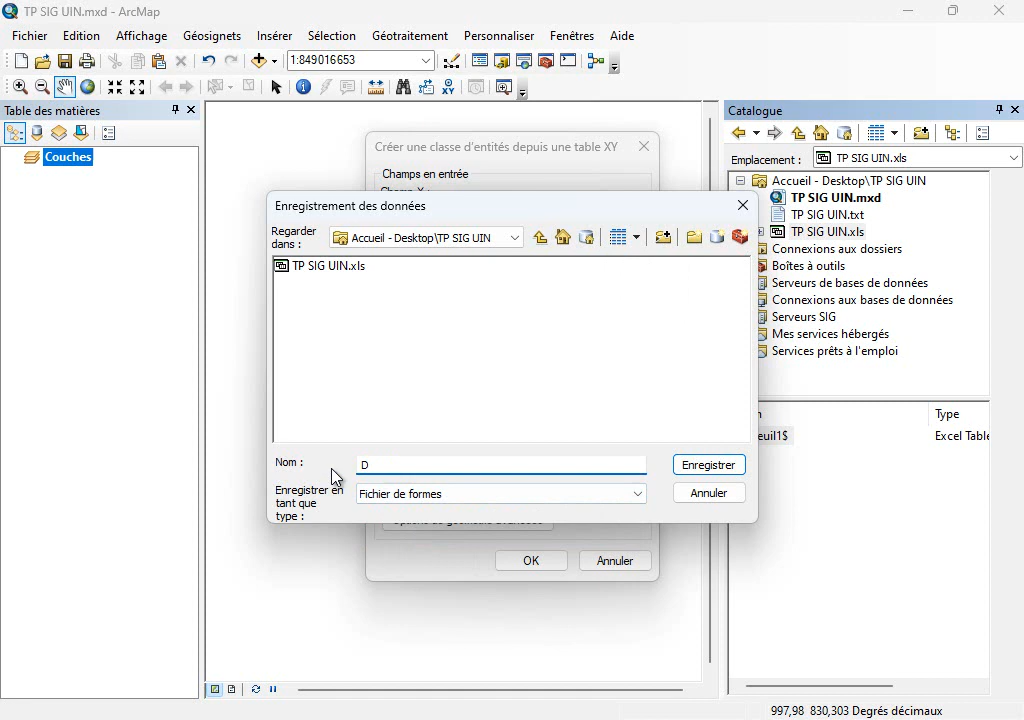 TP SIG UIN.mxd - ArcMap
Fichier Edition Affichage Géosignets Insérer Sélection Géotraitement Personnaliser Fenêtres Aide
1:849016653
Table des matières
Couches
Catalogue
Emplacement : TP SIG UIN.xls
Accueil - Desktop\TP SIG UIN
TP SIG UIN.mxd
TP SIG UIN.txt
TP SIG UIN.xls
Connexions aux dossiers
Boîtes à outils
Serveurs de bases de données
Connexions aux bases de données
Serveurs SIG
Mes services hébergés
Services prêts à l'emploi
Type
euil1$ Excel Table
Créer une classe d'entités depuis une table XY
Champs en entrée
Enregistrement des données
Regarder dans : Accueil - Desktop\TP SIG UIN
TP SIG UIN.xls
Nom : D
Enregistrer
Enregistrer en
tant que
type :
Fichier de formes
Annuler
OK Annuler
997,98 830,303 Degrés décimaux